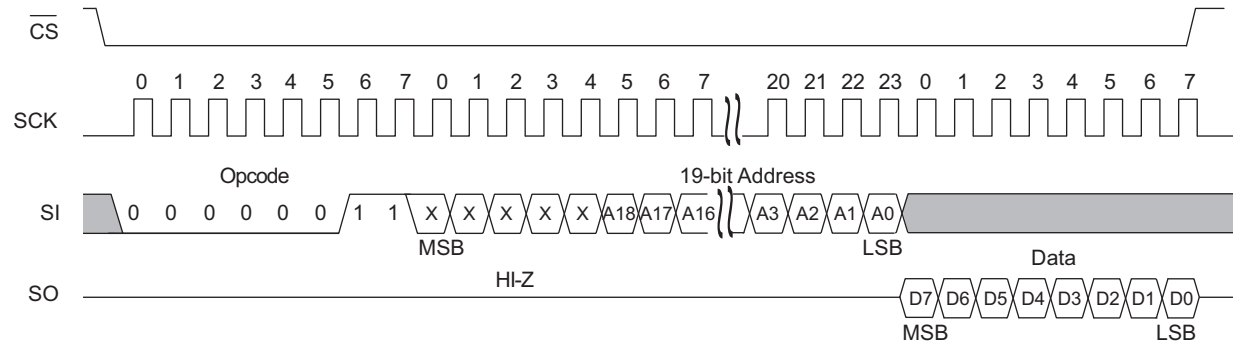 CS
0 1 2 3 4 5 6 7 0 1 2 3 4 5 6 7 20 21 22 23 0 1 2 3 4 5 6 7
SCK
Opcode 19-bit Address
SI 0 0 0 0 0 0 1 1 X X X X X A18 A17 A16 A3 A2 A1 A0
MSB LSB
HI-Z Data
SO D7 D6 D5 D4 D3 D2 D1 D0
MSB LSB